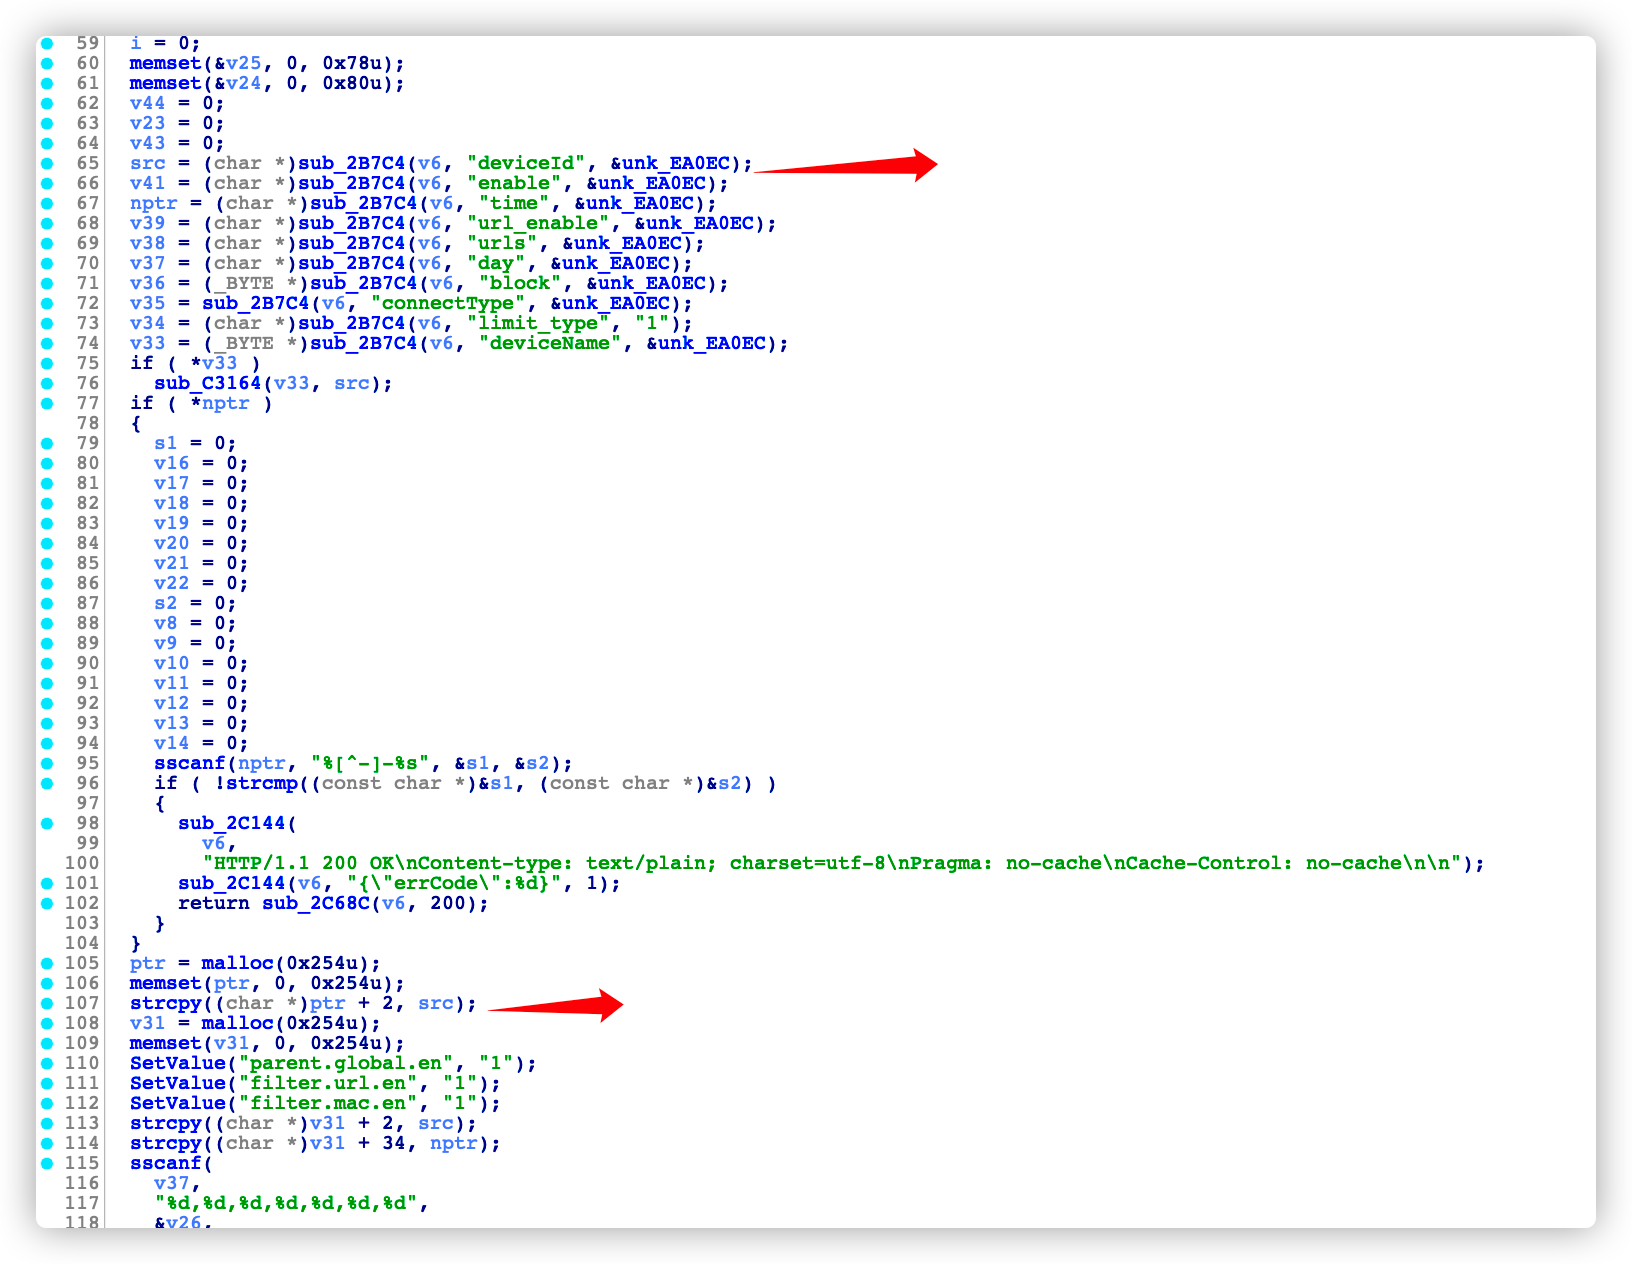 59 i = 0;
60 memset(&v25, 0, 0x78u);
61 memset(&v24, 0, 0x80u);
62 v44 = 0;
63 v23 = 0;
64 v43 = 0;
65 src = (char *)sub_2B7C4(v6, "deviceId", &unk_EA0EC);
66 v41 = (char *)sub_2B7C4(v6, "enable", &unk_EA0EC);
67 nptr = (char *)sub_2B7C4(v6, "time", &unk_EA0EC);
68 v39 = (char *)sub_2B7C4(v6, "url_enable", &unk_EA0EC);
69 v38 = (char *)sub_2B7C4(v6, "urls", &unk_EA0EC);
70 v37 = (char *)sub_2B7C4(v6, "day", &unk_EA0EC);
71 v36 = (_BYTE *)sub_2B7C4(v6, "block", &unk_EA0EC);
72 v35 = sub_2B7C4(v6, "connectType", &unk_EA0EC);
73 v34 = (char *)sub_2B7C4(v6, "limit_type", "1");
74 v33 = (_BYTE *)sub_2B7C4(v6, "deviceName", &unk_EA0EC);
75 if ( *v33 )
76 sub_C3164(v33, src);
77 if ( *nptr )
78 {
79 s1 = 0;
80 v16 = 0;
81 v17 = 0;
82 v18 = 0;
83 v19 = 0;
84 v20 = 0;
85 v21 = 0;
86 v22 = 0;
87 s2 = 0;
88 v8 = 0;
89 v9 = 0;
90 v10 = 0;
91 v11 = 0;
92 v12 = 0;
93 v13 = 0;
94 v14 = 0;
95 sscanf(nptr, "%[^-]-%s", &s1, &s2);
96 if ( !strcmp((const char *)&s1, (const char *)&s2) )
97 {
98 sub_2C144(
99 v6,
100 "HTTP/1.1 200 OK\nContent-type: text/plain; charset=utf-8\nPragma: no-cache\nCache-Control: no-cache\n\n");
101 sub_2C144(v6, "{\"errCode\":%d}", 1);
102 return sub_2C68C(v6, 200);
103 }
104 }
105 ptr = malloc(0x254u);
106 memset(ptr, 0, 0x254u);
107 strcpy((char *)ptr + 2, src);
108 v31 = malloc(0x254u);
109 memset(v31, 0, 0x254u);
110 SetValue("parent.global.en", "1");
111 SetValue("filter.url.en", "1");
112 SetValue("filter.mac.en", "1");
113 strcpy((char *)v31 + 2, src);
114 strcpy((char *)v31 + 34, nptr);
115 sscanf(
116 v37,
117 "%d,%d,%d,%d,%d,%d,%d",
118 &v26,